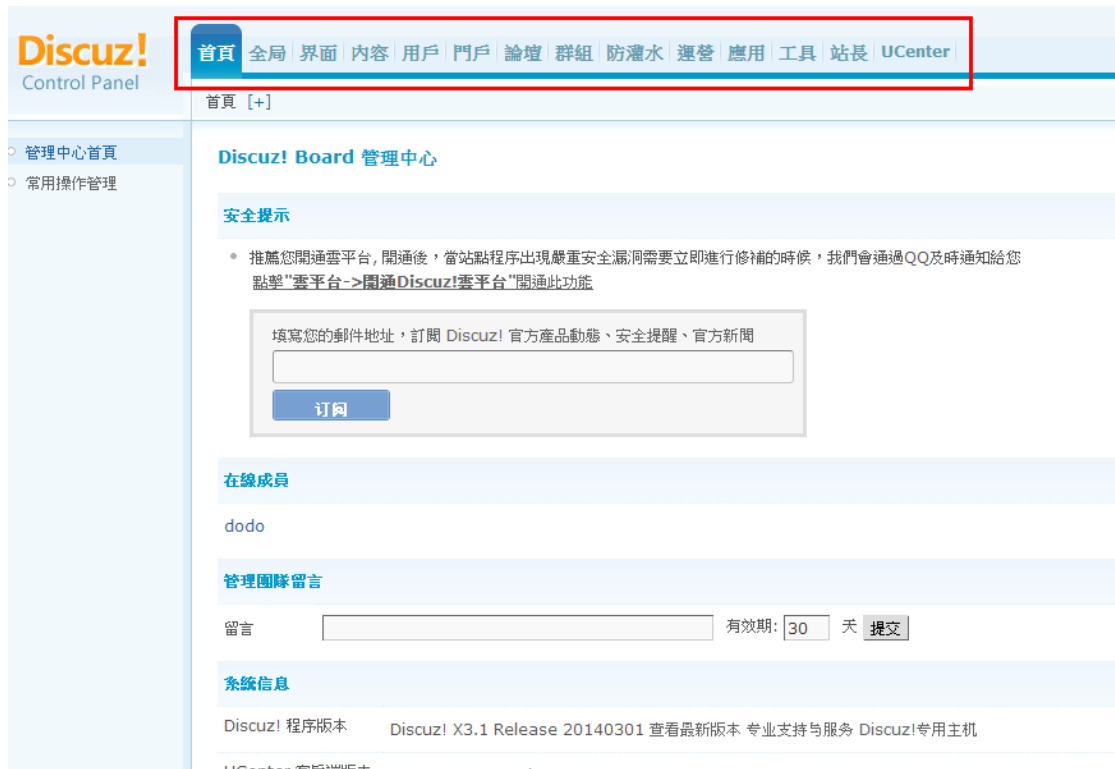 Discuz!
Control Panel
首頁 全局 界面 内容 用戶 門戶 論壇 群組 防灌水 運營 應用 工具 站長 UCenter
首頁 [+]
管理中心首頁
常用操作管理
Discuz! Board 管理中心
安全提示
推薦您開通雲平台, 開通後，當站點程序出現嚴重安全漏洞需要立即進行修補的時候，我們會通過QQ及時通知給您
點擊"雲平台->開通Discuz!雲平台"開通此功能
填寫您的郵件地址，訂閱 Discuz! 官方產品動態、安全提醒、官方新聞
订阅
在線成員
dodo
管理團隊留言
留言 有效期: 30 天 提交
系統信息
Discuz! 程序版本 Discuz! X3.1 Release 20140301 查看最新版本 专业支持与服务 Discuz!专用主机